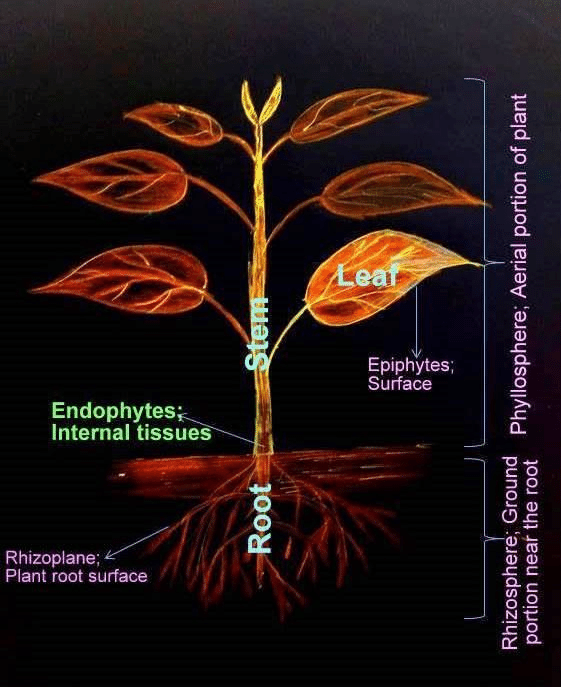 Leaf
Stem
Epiphytes;
Surface
Endophytes;
Internal tissues
Root
Rhizoplane;
Plant root surface
Phyllosphere; Aerial portion of plant
Rhizosphere; Ground
portion near the root